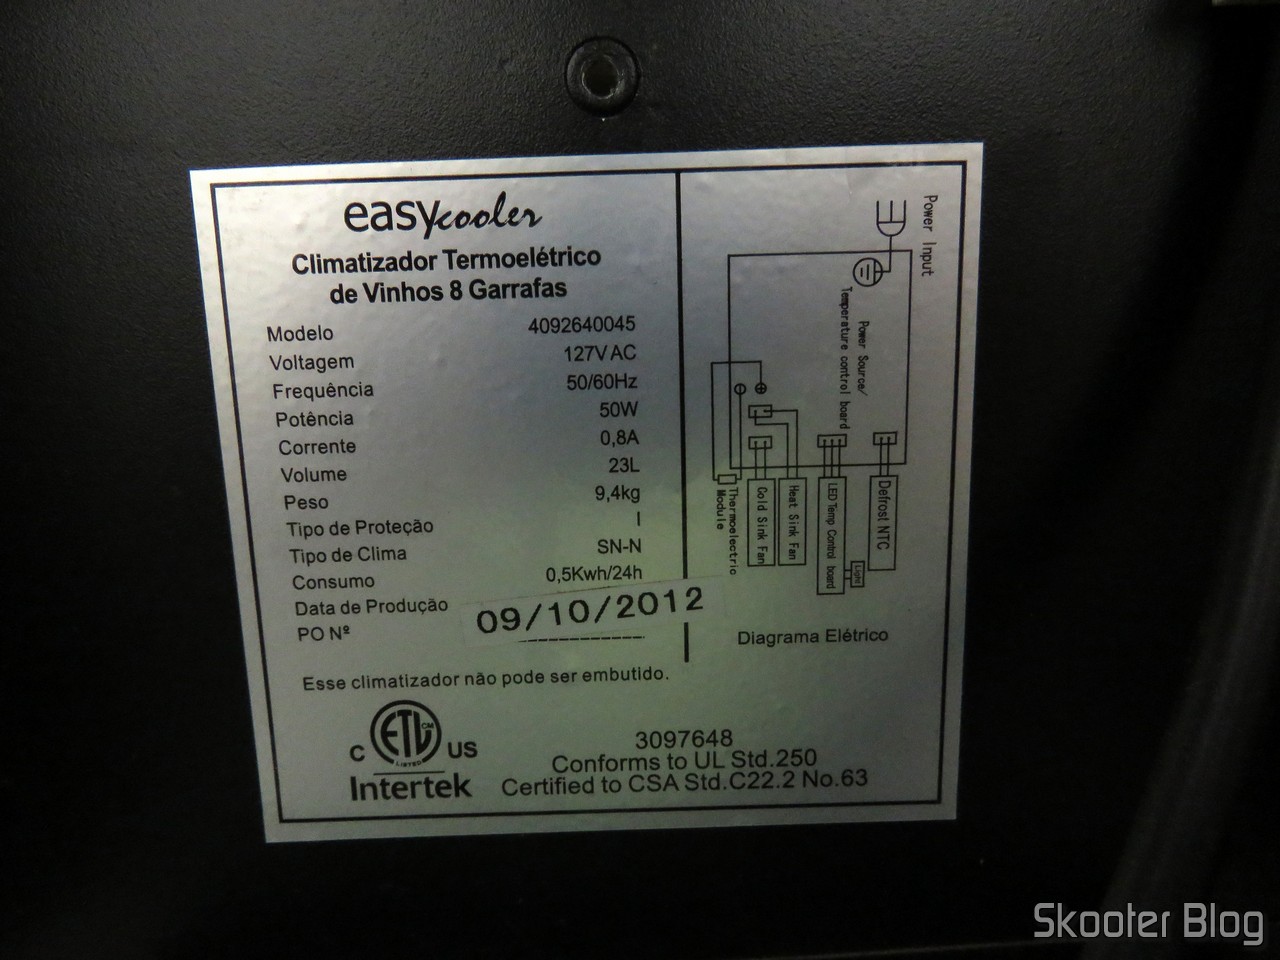 easycooler
Climatizador Termoelétrico
de Vinhos 8 Garrafas
Modelo 4092640045
Voltagem 127VAC
Frequência 50/60Hz
Potência 50W
Corrente 0,8A
Volume 23L
Peso 9,4kg
Tipo de Proteção I
Tipo de Clima SN-N
Consumo 0,5Kwh/24h
Data de Produção 09/10/2012
PO Nº
Esse climatizador não pode ser embutido.
Power Input
Power Source/
Temperature control board
Thermoelectric
Module
Cold Sink Fan
Heat Sink Fan
LED Temp Control board
Light
Defrost NTC
Diagrama Elétrico
C ETL CM US
LISTED
Intertek
3097648
Conforms to UL Std.250
Certified to CSA Std.C22.2 No.63
Skooter Blog